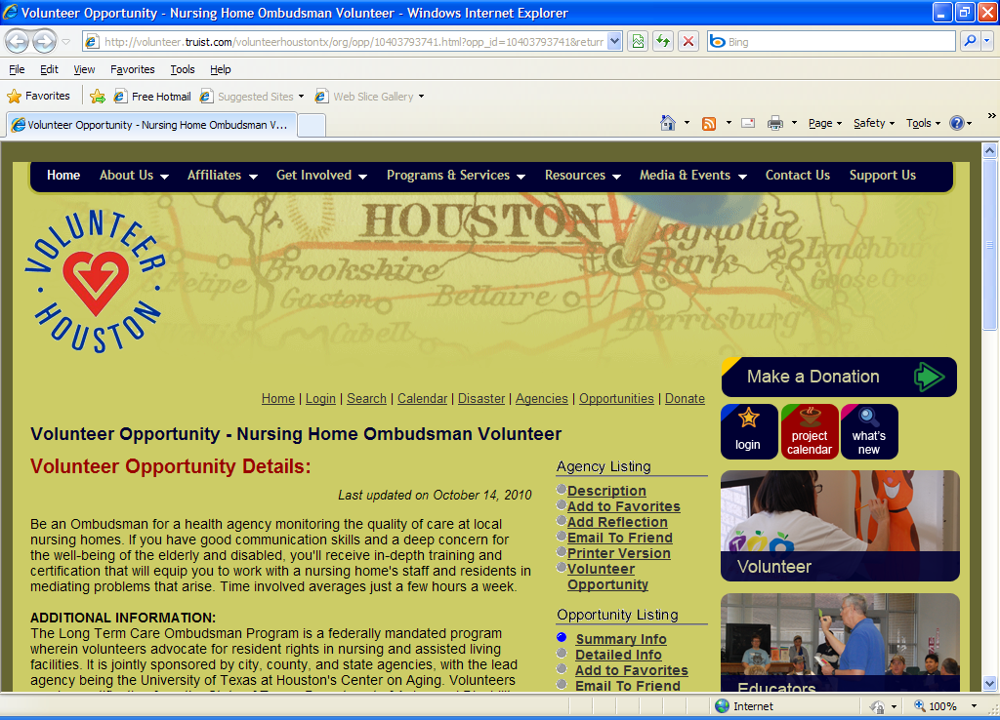 Volunteer Opportunity - Nursing Home Ombudsman Volunteer - Windows Internet Explorer
http://volunteer.truist.com/volunteerhoustontx/org/opp/10403793741.html?opp_id=10403793741&returr
Bing
File Edit View Favorites Tools Help
Favorites Free Hotmail Suggested Sites Web Slice Gallery
Volunteer Opportunity - Nursing Home Ombudsman V...
Page Safety Tools
Home About Us Affiliates Get Involved Programs & Services Resources Media & Events Contact Us Support Us
VOLUNTEER
HOUSTON
HOUSTON
Magnolia
Park
Lynchburg
Brookshire
Felipe
Gaston
Bellaire
Goose Creek
Harrisburg
McCabell
Make a Donation
Home | Login | Search | Calendar | Disaster | Agencies | Opportunities | Donate
login
project
calendar
what's
new
Volunteer Opportunity - Nursing Home Ombudsman Volunteer
Volunteer Opportunity Details:
Last updated on October 14, 2010
Be an Ombudsman for a health agency monitoring the quality of care at local
nursing homes. If you have good communication skills and a deep concern for
the well-being of the elderly and disabled, you'll receive in-depth training and
certification that will equip you to work with a nursing home's staff and residents in
mediating problems that arise. Time involved averages just a few hours a week.
ADDITIONAL INFORMATION:
The Long Term Care Ombudsman Program is a federally mandated program
wherein volunteers advocate for resident rights in nursing and assisted living
facilities. It is jointly sponsored by city, county, and state agencies, with the lead
agency being the University of Texas at Houston's Center on Aging. Volunteers
Agency Listing
Description
Add to Favorites
Add Reflection
Email To Friend
Printer Version
Volunteer
Opportunity
Opportunity Listing
Summary Info
Detailed Info
Add to Favorites
Email To Friend
Volunteer
Educators
Internet
100%